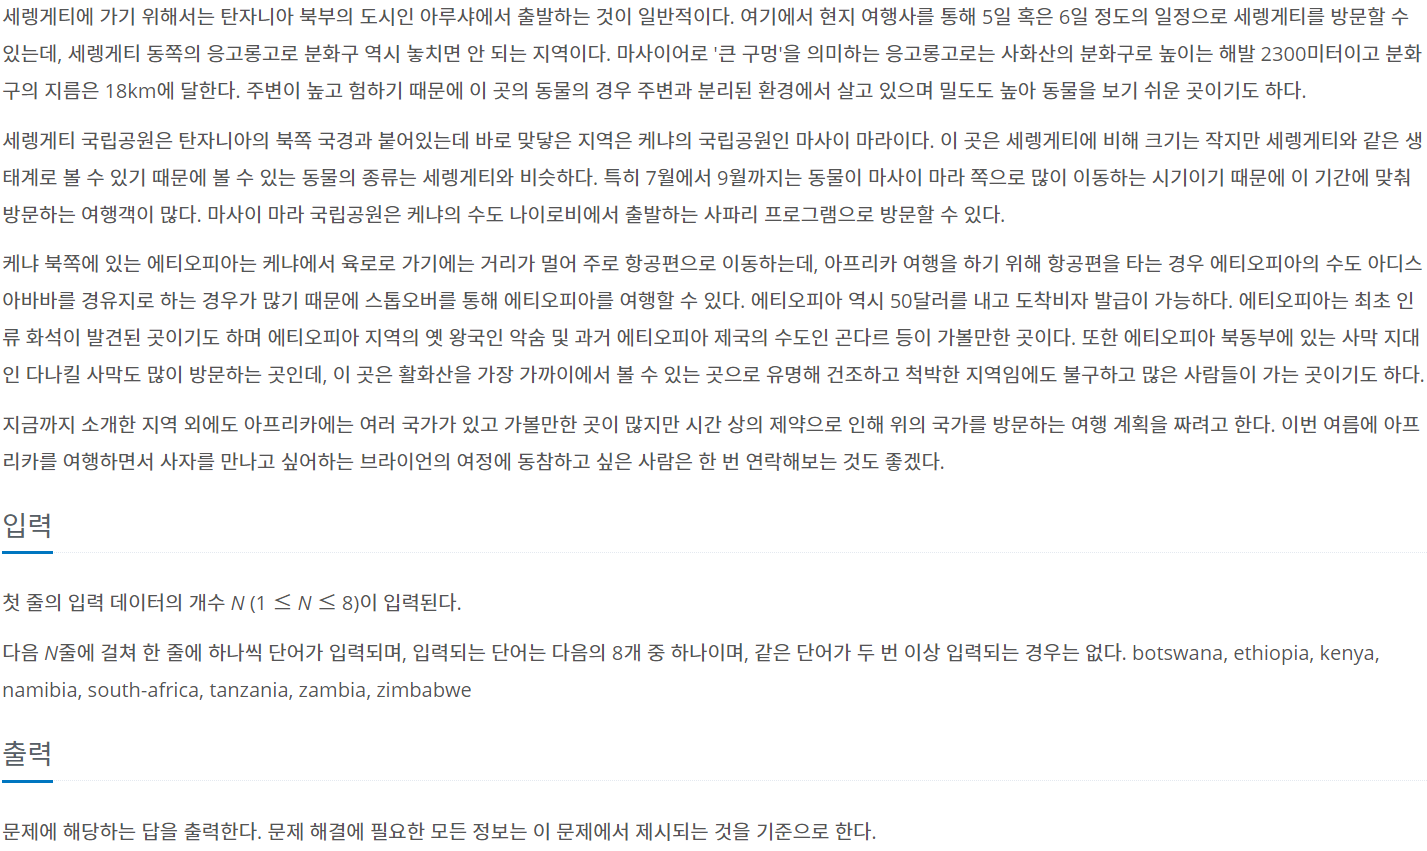 세렝게티에 가기 위해서는 탄자니아 북부의 도시인 아루샤에서 출발하는 것이 일반적이다. 여기에서 현지 여행사를 통해 5일 혹은 6일 정도의 일정으로 세렝게티를 방문할 수
있는데, 세렝게티 동쪽의 응고롱고로 분화구 역시 놓치면 안 되는 지역이다. 마사이어로 '큰 구멍'을 의미하는 응고롱고로는 사화산의 분화구로 높이는 해발 2300미터이고 분화
구의 지름은 18km에 달한다. 주변이 높고 험하기 때문에 이 곳의 동물의 경우 주변과 분리된 환경에서 살고 있으며 밀도도 높아 동물을 보기 쉬운 곳이기도 하다.
세렝게티 국립공원은 탄자니아의 북쪽 국경과 붙어있는데 바로 맞닿은 지역은 케냐의 국립공원인 마사이 마라이다. 이 곳은 세렝게티에 비해 크기는 작지만 세렝게티와 같은 생
태계로 볼 수 있기 때문에 볼 수 있는 동물의 종류는 세렝게티와 비슷하다. 특히 7월에서 9월까지는 동물이 마사이 마라 쪽으로 많이 이동하는 시기이기 때문에 이 기간에 맞춰
방문하는 여행객이 많다. 마사이 마라 국립공원은 케냐의 수도 나이로비에서 출발하는 사파리 프로그램으로 방문할 수 있다.
케냐 북쪽에 있는 에티오피아는 케냐에서 육로로 가기에는 거리가 멀어 주로 항공편으로 이동하는데, 아프리카 여행을 하기 위해 항공편을 타는 경우 에티오피아의 수도 아디스
아바바를 경유지로 하는 경우가 많기 때문에 스톱오버를 통해 에티오피아를 여행할 수 있다. 에티오피아 역시 50달러를 내고 도착비자 발급이 가능하다. 에티오피아는 최초 인
류 화석이 발견된 곳이기도 하며 에티오피아 지역의 옛 왕국인 악숨 및 과거 에티오피아 제국의 수도인 곤다르 등이 가볼만한 곳이다. 또한 에티오피아 북동부에 있는 사막 지대
인 다나킬 사막도 많이 방문하는 곳인데, 이 곳은 활화산을 가장 가까이에서 볼 수 있는 곳으로 유명해 건조하고 척박한 지역임에도 불구하고 많은 사람들이 가는 곳이기도 하다.
지금까지 소개한 지역 외에도 아프리카에는 여러 국가가 있고 가볼만한 곳이 많지만 시간 상의 제약으로 인해 위의 국가를 방문하는 여행 계획을 짜려고 한다. 이번 여름에 아프
리카를 여행하면서 사자를 만나고 싶어하는 브라이언의 여정에 동참하고 싶은 사람은 한 번 연락해보는 것도 좋겠다.
입력
첫 줄의 입력 데이터의 개수 N (1 ≤ N ≤ 8)이 입력된다.
다음 N줄에 걸쳐 한 줄에 하나씩 단어가 입력되며, 입력되는 단어는 다음의 8개 중 하나이며, 같은 단어가 두 번 이상 입력되는 경우는 없다. botswana, ethiopia, kenya,
namibia, south-africa, tanzania, zambia, zimbabwe
출력
문제에 해당하는 답을 출력한다. 문제 해결에 필요한 모든 정보는 이 문제에서 제시되는 것을 기준으로 한다.